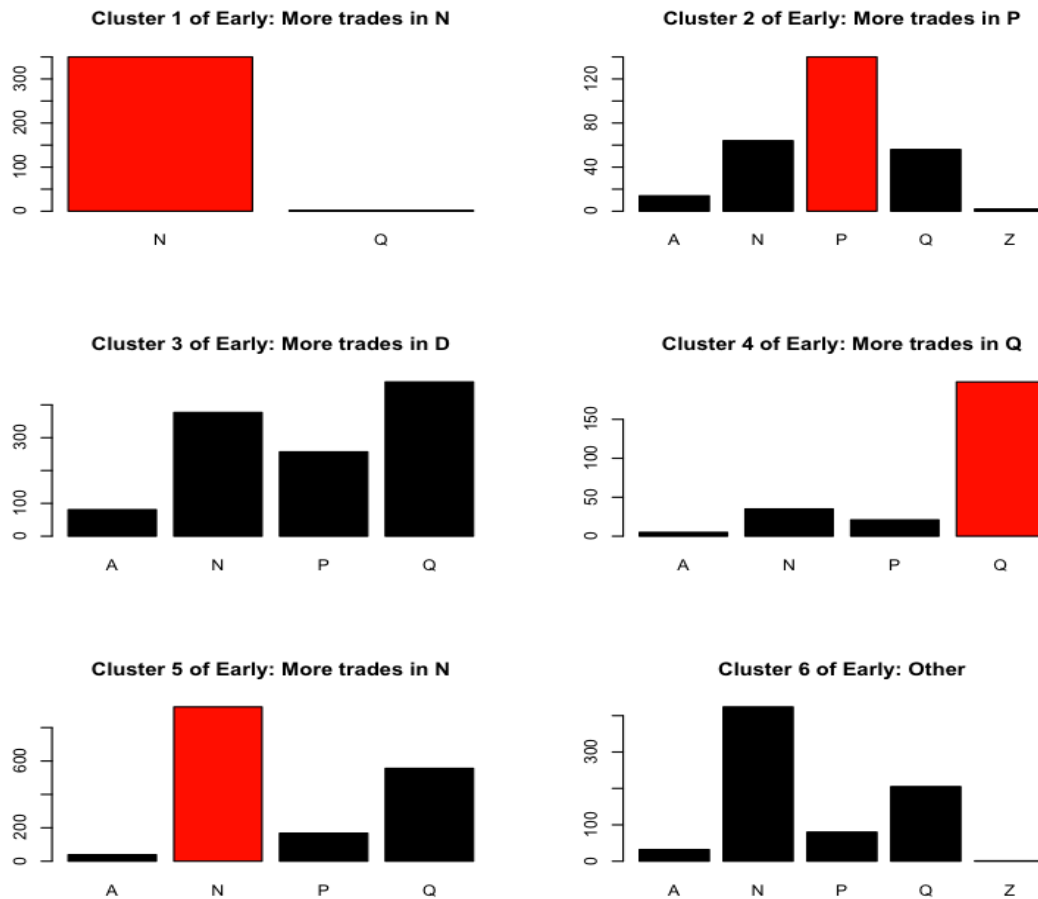 Cluster 1 of Early: More trades in N
300
200
100
0
N Q
Cluster 2 of Early: More trades in P
120
80
40
0
A N P Q Z
Cluster 3 of Early: More trades in D
300
100
0
A N P Q
Cluster 4 of Early: More trades in Q
150
100
50
0
A N P Q
Cluster 5 of Early: More trades in N
600
200
0
A N P Q
Cluster 6 of Early: Other
300
100
0
A N P Q Z